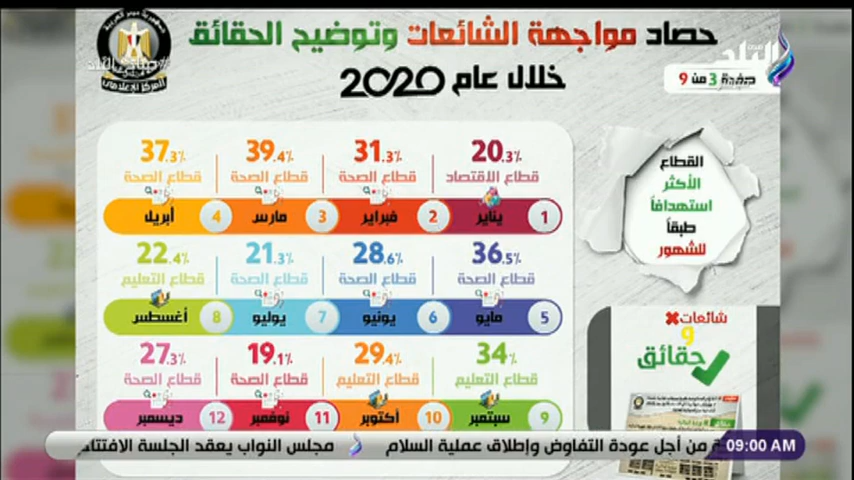 حصاد مواجهة الشائعات وتوضيح الحقائق
خلال عام 2020
صفحة 3 من 9
المركز الإعلامي
صدى البلد
القطاع
الأكثر
استهدافاً
طبقاً
للشهور
20.3٪ 31.3٪ 39.4٪ 37.3٪
قطاع الاقتصاد قطاع الصحة قطاع الصحة قطاع الصحة
1 يناير 2 فبراير 3 مارس 4 أبريل
36.5٪ 28.6٪ 21.3٪ 22.4٪
قطاع الصحة قطاع الصحة قطاع الصحة قطاع التعليم
5 مايو 6 يونيو 7 يوليو 8 أغسطس
34٪ 29.4٪ 19.1٪ 27.3٪
قطاع التعليم قطاع التعليم قطاع الصحة قطاع الصحة
9 سبتمبر 10 أكتوبر 11 نوفمبر 12 ديسمبر
شائعات
و
حقائق
09:00 AM
من أجل عودة التفاوض وإطلاق عملية السلام
مجلس النواب يعقد الجلسة